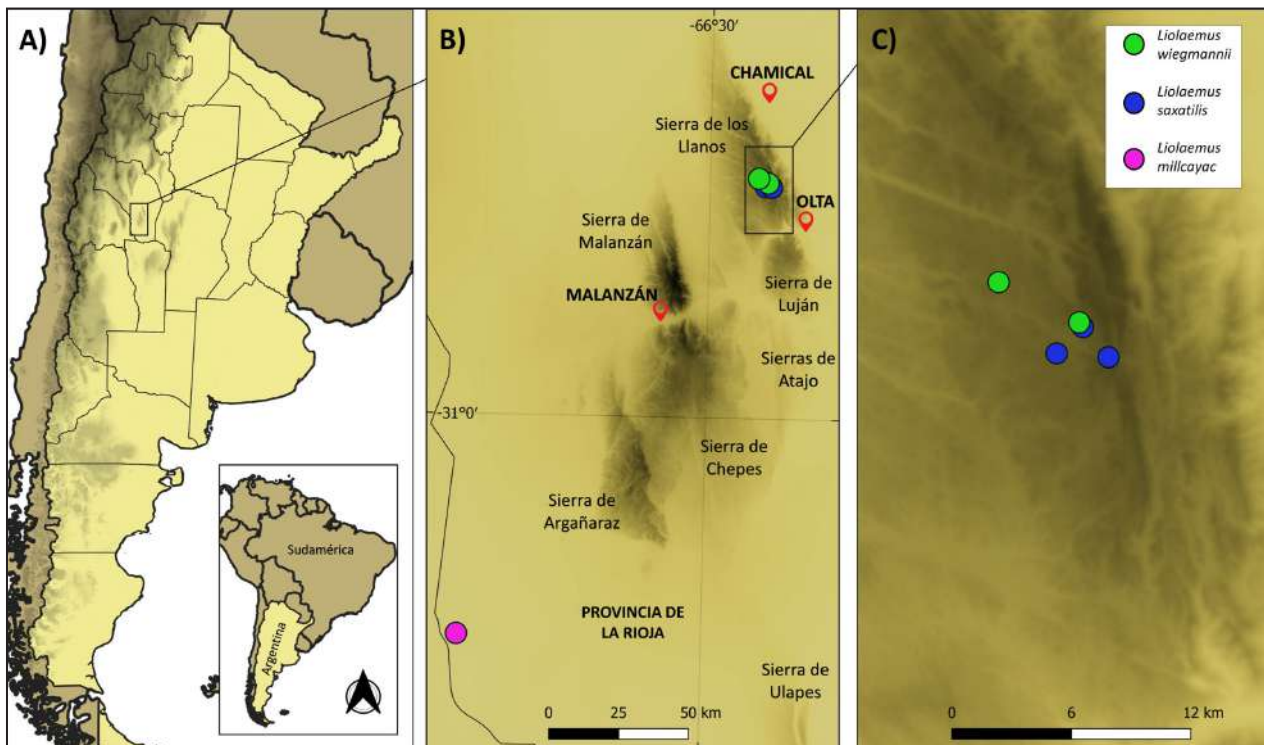 A)
Sudamérica
Argentina
B)
-66°30'
CHAMICAL
Sierra de los
Llanos
OLTA
Sierra de
Malanzán
MALANZÁN
Sierra de
Luján
Sierras de
Atajo
-31°0'
Sierra de
Chepes
Sierra de
Argañaraz
PROVINCIA DE
LA RIOJA
Sierra de
Ulapes
0 25 50 km
C)
Liolaemus
wiegmannii
Liolaemus
saxatilis
Liolaemus
millcayac
0 6 12 km